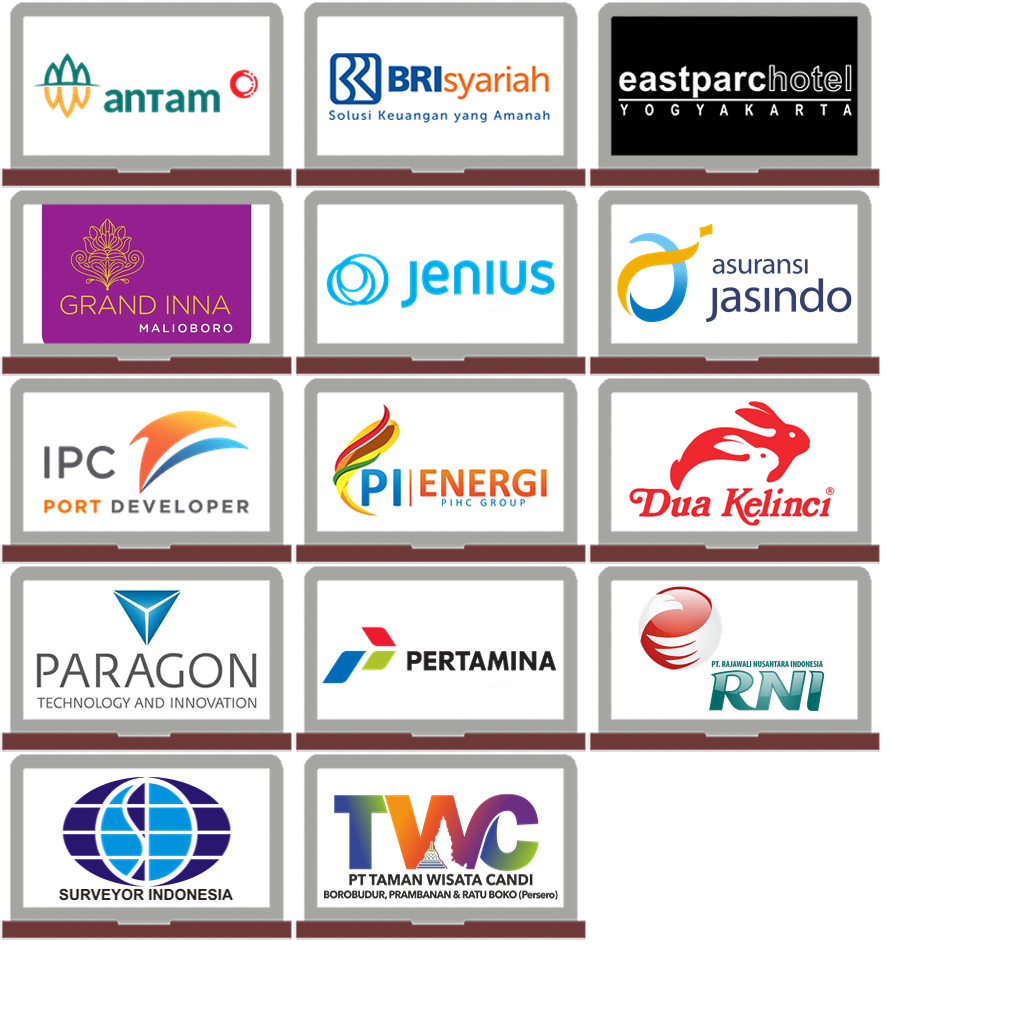 anTam
BRIsyariah
Solusi Keuangan yang Amanah
eastparchotel
YOGYAKARTA
GRAND INNA
MALIOBORO
Jenius
asuransi
jasindo
IPC
PORT DEVELOPER
PI ENERGI
PIHC GROUP
Dua Kelinci®
PARAGON
TECHNOLOGY AND INNOVATION
PERTAMINA
PT. RAJAWALI NUSANTARA INDONESIA
RNI
SURVEYOR INDONESIA
TWC
PT TAMAN WISATA CANDI
BOROBUDUR, PRAMBANAN & RATU BOKO (Persero)